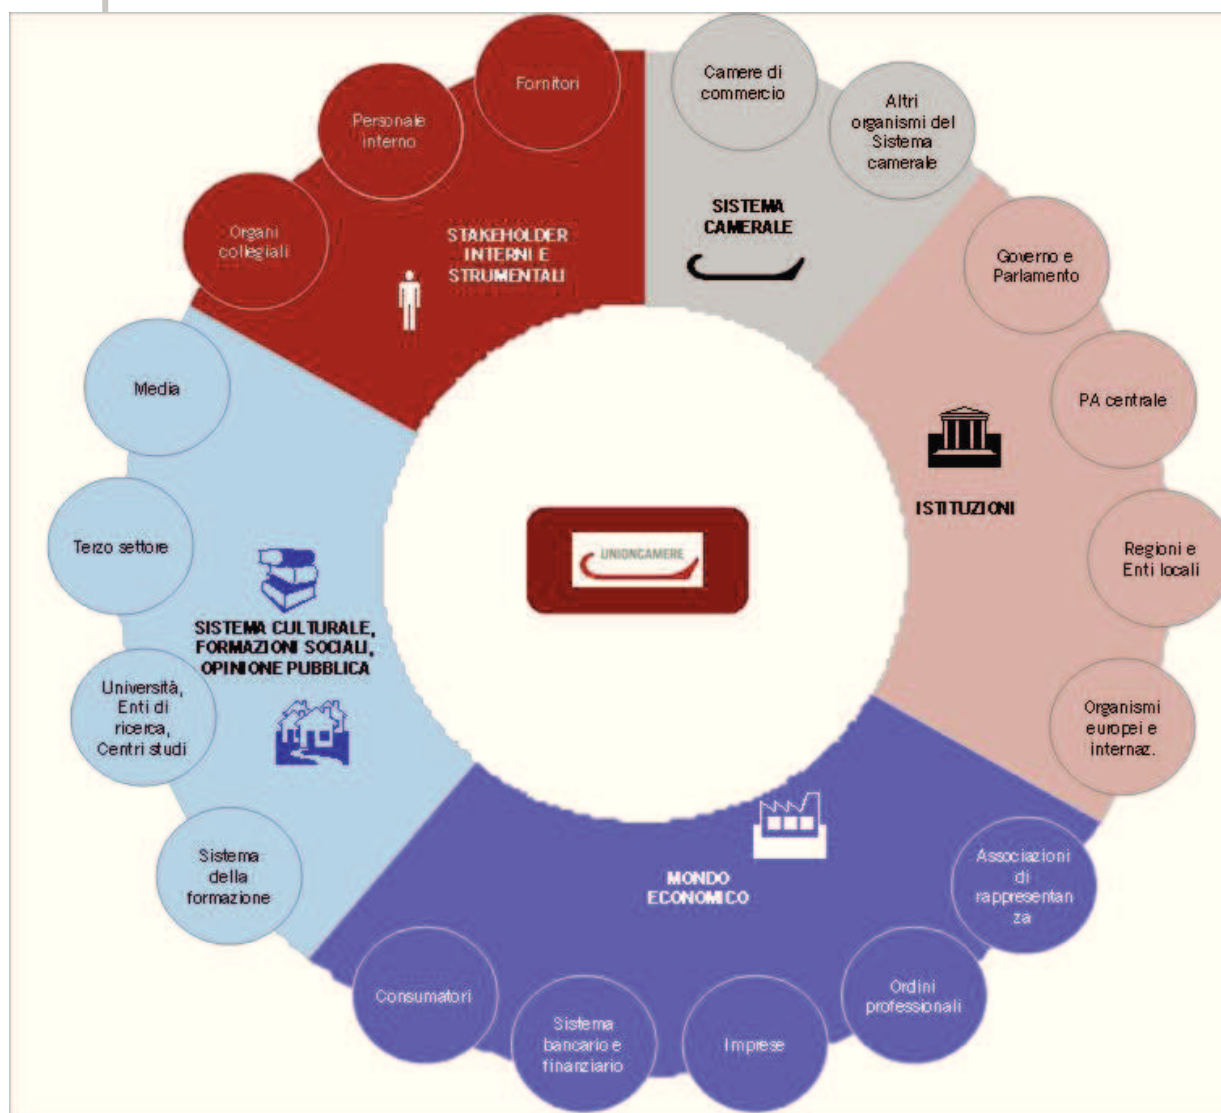 Fornitori
Personale
interno
Organi
collegiali
STAKEHOLDER
INTERNI E
STRUMENTALI
Camere di
commercio
Altri
organismi del
Sistema
camerale
SISTEMA
CAMERALE
Governo e
Parlamento
PA centrale
Regioni e
Enti locali
Organismi
europei e
internaz.
ISTITUZIONI
UNIONCAMERE
Media
Terzo settore
Università,
Enti di
ricerca,
Centri studi
Sistema
della
formazione
SISTEMA CULTURALE,
FORMAZIONI SOCIALI,
OPINIONE PUBBLICA
MONDO
ECONOMICO
Associazioni
di
rappresentan
za
Ordini
professionali
Imprese
Sistema
bancario e
finanziario
Consumatori